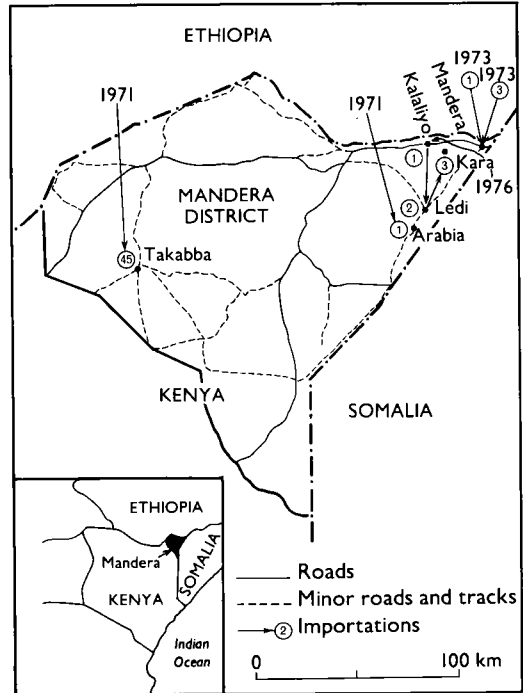 ETHIOPIA
1973
1973
Mandera
Kalaliyo
1
3
1971
1971
1
3
Kara
1976
MANDERA
DISTRICT
2
Ledi
1
Arabia
45
Takabba
KENYA
SOMALIA
ETHIOPIA
Mandera
SOMALIA
KENYA
Indian
Ocean
Roads
Minor roads and tracks
2 Importations
0 100 km